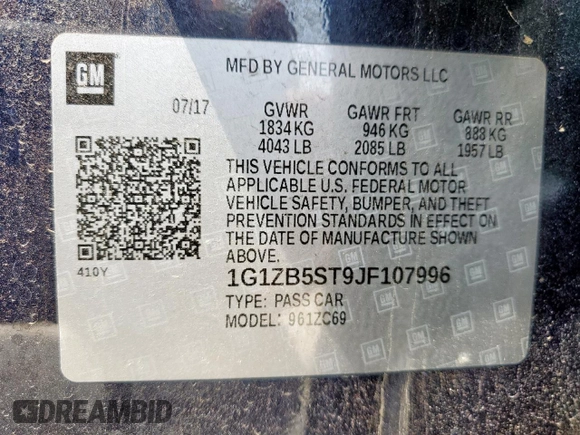 GM
MFD BY GENERAL MOTORS LLC
07/17
GVWR GAWR FRT GAWR RR
1834 KG 946 KG 888 KG
4043 LB 2085 LB 1957 LB
THIS VEHICLE CONFORMS TO ALL
APPLICABLE U.S. FEDERAL MOTOR
VEHICLE SAFETY, BUMPER, AND THEFT
PREVENTION STANDARDS IN EFFECT ON
THE DATE OF MANUFACTURE SHOWN
ABOVE.
410Y
1G1ZB5ST9JF107996
TYPE: PASS CAR
MODEL: 961ZC69
DREAMBID